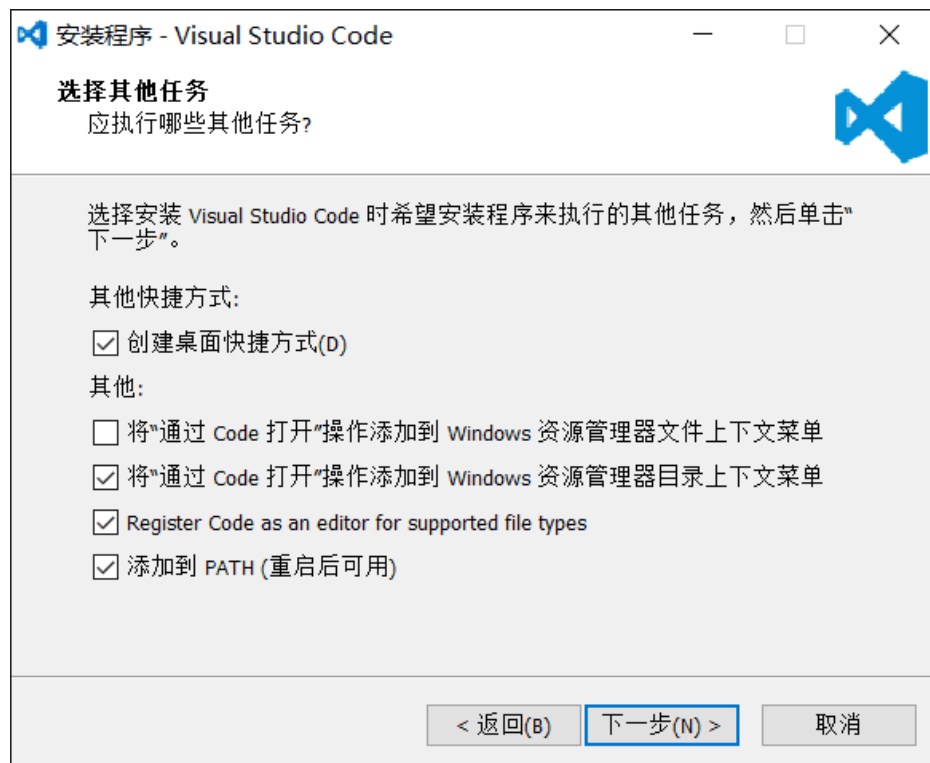 安装程序 - Visual Studio Code
选择其他任务
应执行哪些其他任务?
选择安装 Visual Studio Code 时希望安装程序来执行的其他任务，然后单击“
下一步”。
其他快捷方式:
创建桌面快捷方式(D)
其他:
将“通过 Code 打开”操作添加到 Windows 资源管理器文件上下文菜单
将“通过 Code 打开”操作添加到 Windows 资源管理器目录上下文菜单
Register Code as an editor for supported file types
添加到 PATH (重启后可用)
< 返回(B)
下一步(N) >
取消